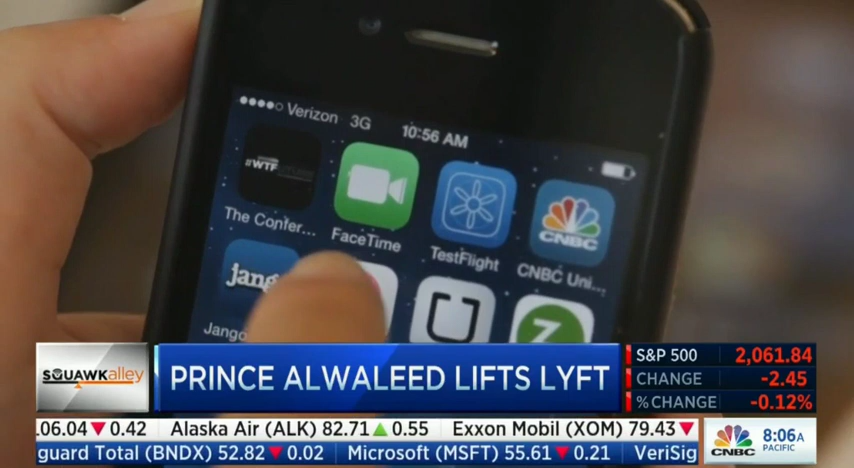 Verizon 3G 10:56 AM
#WTF
The Confer...
FaceTime
TestFlight
CNBC
CNBC Uni...
jang
Jango
U
Z
SQUAWKalley
PRINCE ALWALEED LIFTS LYFT
S&P 500 2,061.84
CHANGE -2.45
% CHANGE -0.12%
.06.04 ▼ 0.42 Alaska Air (ALK) 82.71 ▲ 0.55 Exxon Mobil (XOM) 79.43 ▼
guard Total (BNDX) 52.82 ▼ 0.02 Microsoft (MSFT) 55.61 ▼ 0.21 VeriSig
CNBC
8:06A
PACIFIC